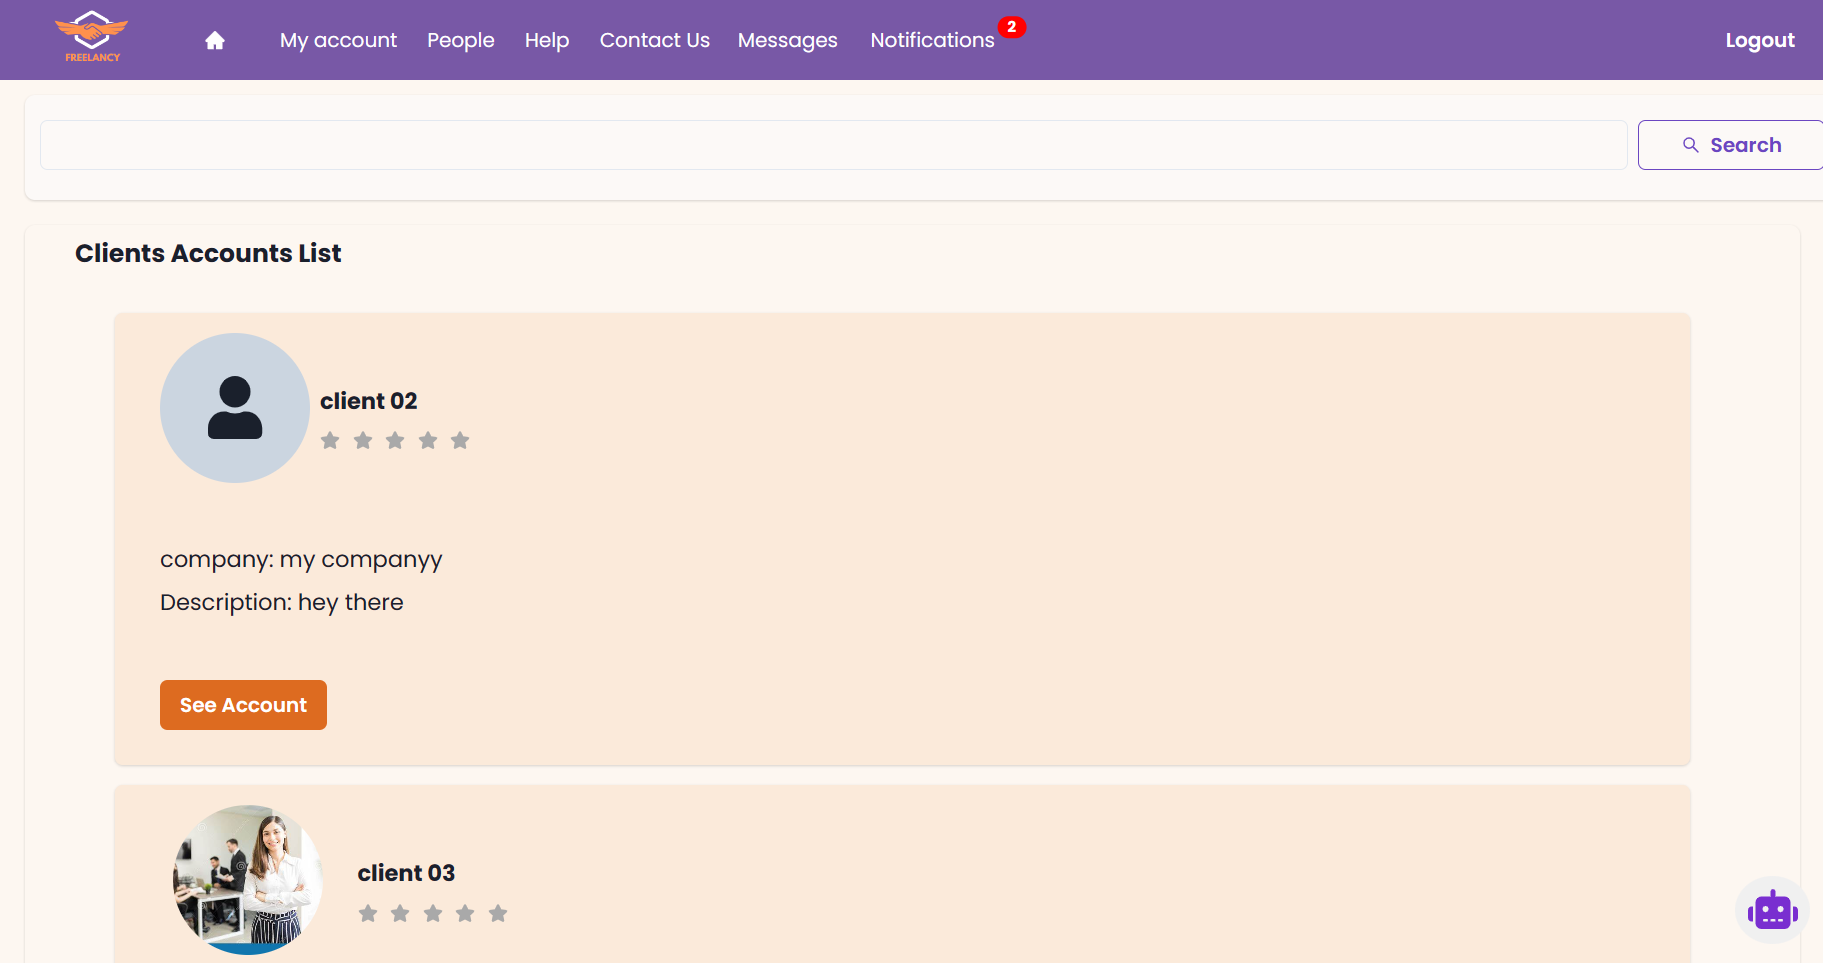 FREELANCY
My account People Help Contact Us Messages Notifications 2 Logout
Search
Clients Accounts List
client 02
company: my companyy
Description: hey there
See Account
client 03